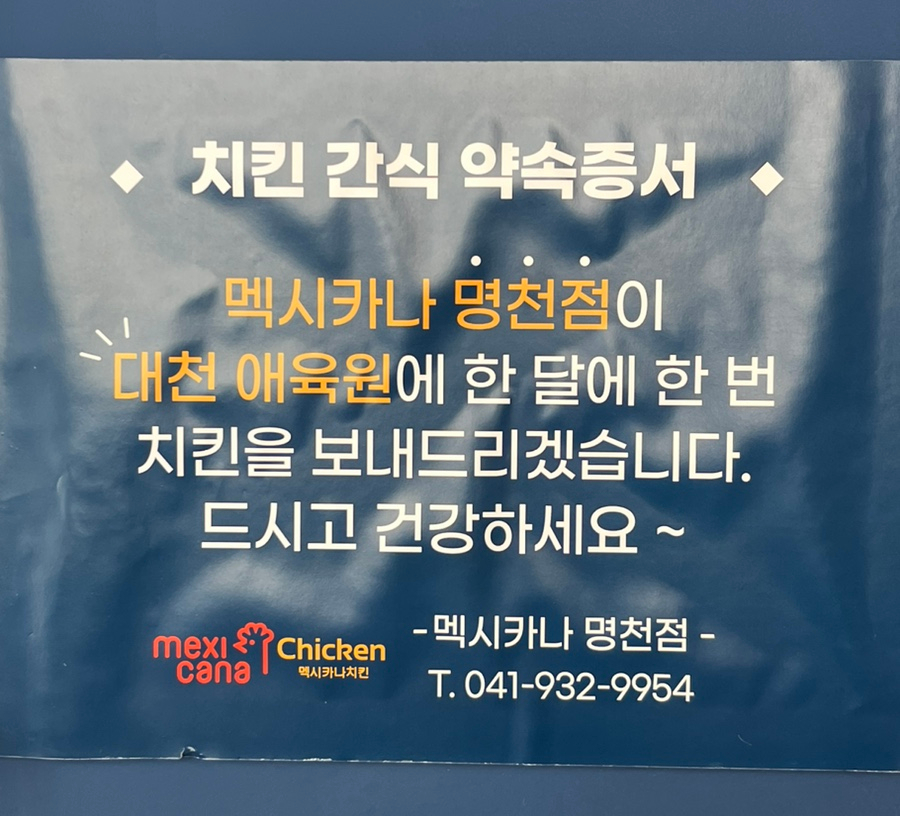 치킨 간식 약속증서
멕시카나 명천점이
대천 애육원에 한 달에 한 번
치킨을 보내드리겠습니다.
드시고 건강하세요 ~
mexi
cana
Chicken
멕시카나치킨
-멕시카나 명천점 -
T. 041-932-9954